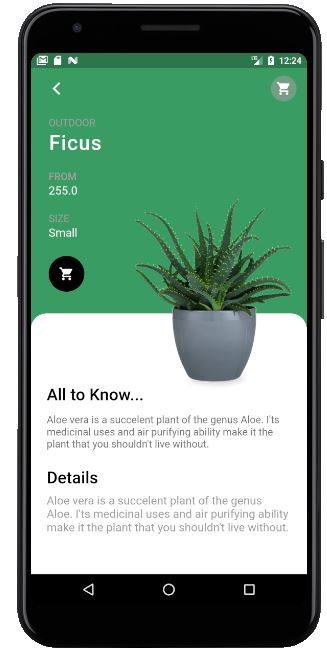 12:24
OUTDOOR
Ficus
FROM
255.0
SIZE
Small
All to Know...
Aloe vera is a succelent plant of the genus Aloe. I'ts
medicinal uses and air purifying ability make it the
plant that you shouldn't live without.
Details
Aloe vera is a succelent plant of the genus
Aloe. I'ts medicinal uses and air purifying ability
make it the plant that you shouldn't live without.